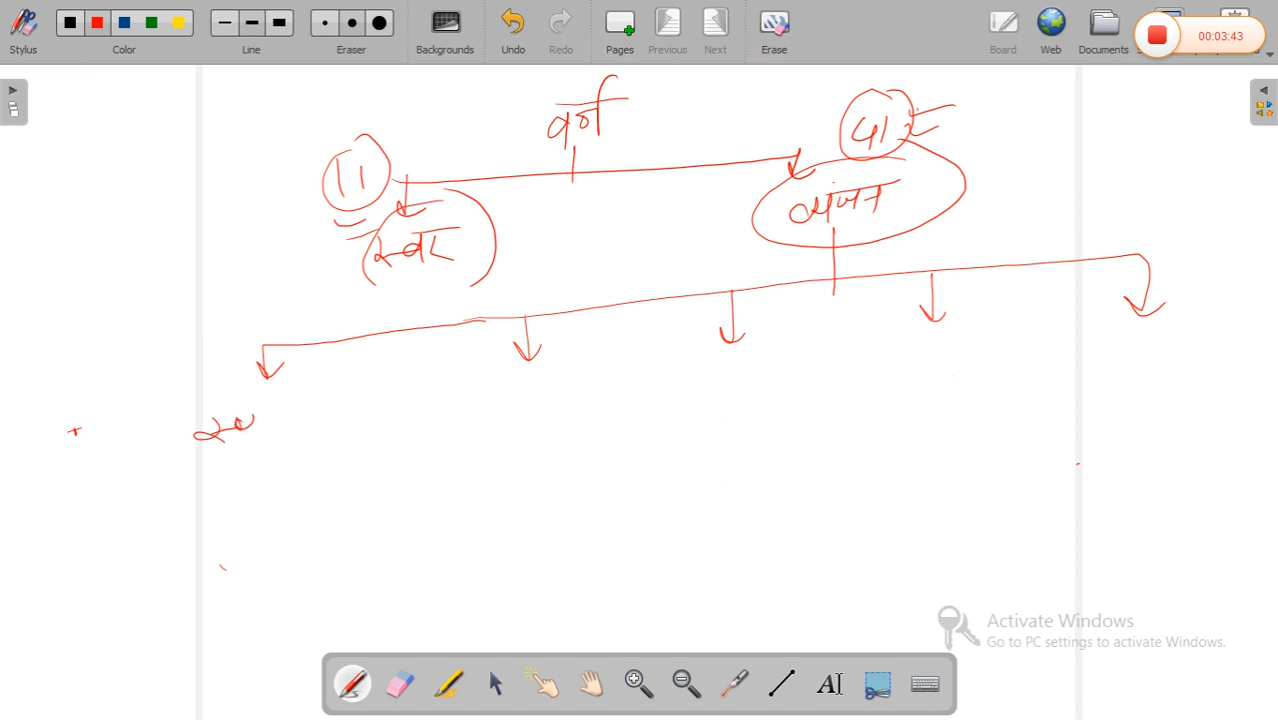 Stylus
Color
Line
Eraser
Backgrounds
Undo
Redo
Pages
Previous
Next
Erase
Board
Web
Documents
00:03:43
वर्ण
11
स्वर
41
व्यंजन
Activate Windows
Go to PC settings to activate Windows.